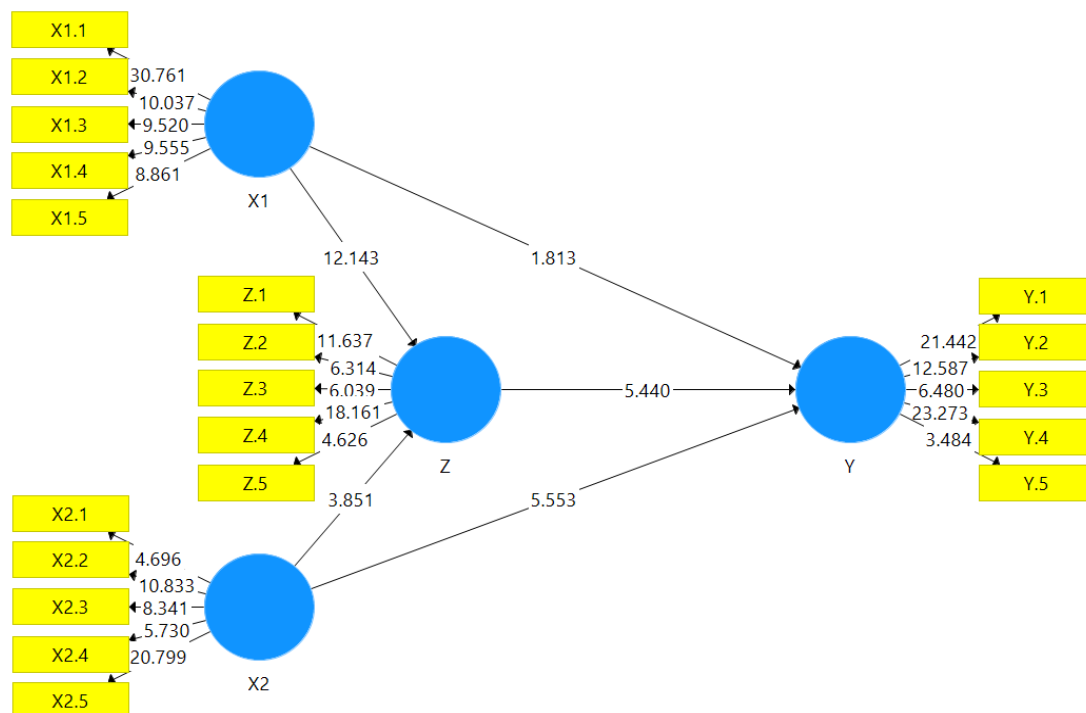 X1.1
X1.2
X1.3
X1.4
X1.5
30.761
10.037
9.520
9.555
8.861
X1
12.143
1.813
Z.1
Z.2
Z.3
Z.4
Z.5
11.637
6.314
6.039
18.161
4.626
Z
5.440
3.851
5.553
Y
21.442
12.587
6.480
23.273
3.484
Y.1
Y.2
Y.3
Y.4
Y.5
X2.1
X2.2
X2.3
X2.4
X2.5
4.696
10.833
8.341
5.730
20.799
X2